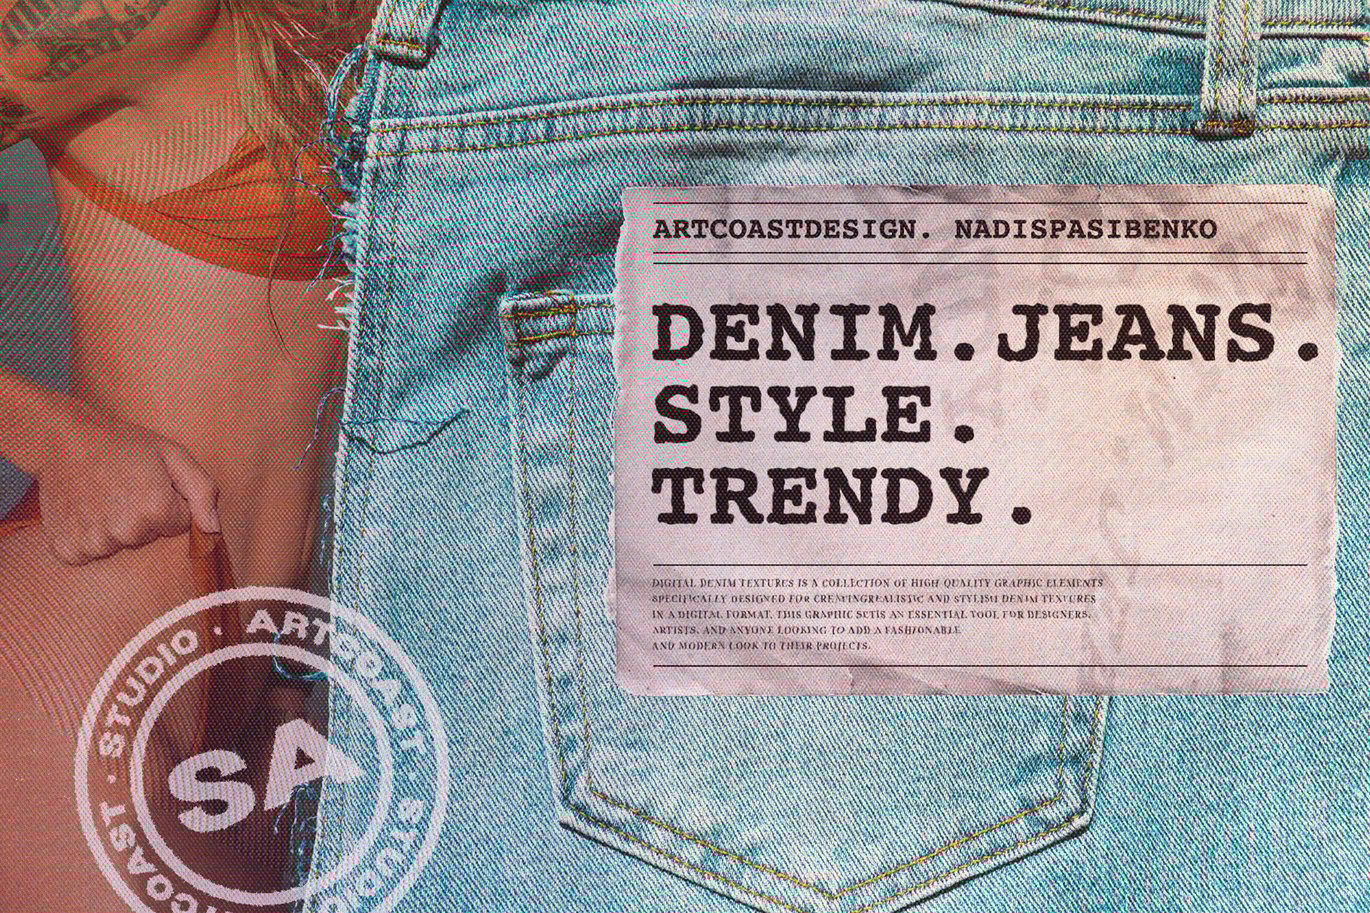 ARTCOASTDESIGN. NADISPASIBENKO
DENIM.JEANS.
STYLE.
TRENDY.
DIGITAL DENIM TEXTURES IS A COLLECTION OF HIGH QUALITY GRAPHIC ELEMENTS
SPECIFICALLY DESIGNED FOR CREATINGREALISTIC AND STYLISH DENIM TEXTURES
IN A DIGITAL FORMAT. THIS GRAPHIC SETIS AN ESSENTIAL TOOL FOR DESIGNERS,
ARTISTS, AND ANYONE LOOKING TO ADD A FASHIONABLE
AND MODERN LOOK TO THEIR PROJECTS.
STUDIO · ARTCOAST · STUDIO
ARTCOAST ·
SA